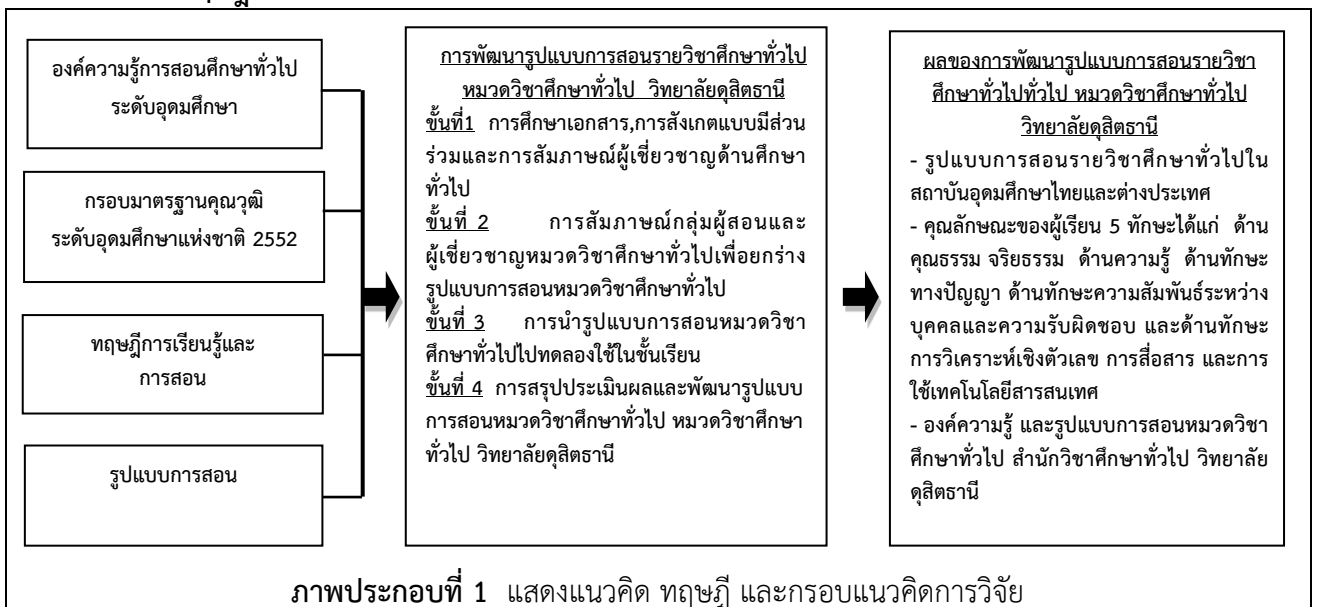 องค์ความรู้การสอนศึกษาทั่วไป
ระดับอุดมศึกษา
กรอบมาตรฐานคุณวุฒิ
ระดับอุดมศึกษาแห่งชาติ 2552
ทฤษฎีการเรียนรู้และ
การสอน
รูปแบบการสอน
การพัฒนารูปแบบการสอนรายวิชาศึกษาทั่วไป
หมวดวิชาศึกษาทั่วไป วิทยาลัยดุสิตธานี
ขั้นที่1 การศึกษาเอกสาร,การสังเกตแบบมีส่วน
ร่วมและการสัมภาษณ์ผู้เชี่ยวชาญด้านศึกษา
ทั่วไป
ขั้นที่ 2 การสัมภาษณ์กลุ่มผู้สอนและ
ผู้เชี่ยวชาญหมวดวิชาศึกษาทั่วไปเพื่อยกร่าง
รูปแบบการสอนหมวดวิชาศึกษาทั่วไป
ขั้นที่ 3 การนำรูปแบบการสอนหมวดวิชา
ศึกษาทั่วไปไปทดลองใช้ในชั้นเรียน
ขั้นที่ 4 การสรุปประเมินผลและพัฒนารูปแบบ
การสอนหมวดวิชาศึกษาทั่วไป หมวดวิชาศึกษา
ทั่วไป วิทยาลัยดุสิตธานี
ผลของการพัฒนารูปแบบการสอนรายวิชา
ศึกษาทั่วไปทั่วไป หมวดวิชาศึกษาทั่วไป
วิทยาลัยดุสิตธานี
- รูปแบบการสอนรายวิชาศึกษาทั่วไปใน
สถาบันอุดมศึกษาไทยและต่างประเทศ
- คุณลักษณะของผู้เรียน 5 ทักษะได้แก่ ด้าน
คุณธรรม จริยธรรม ด้านความรู้ ด้านทักษะ
ทางปัญญา ด้านทักษะความสัมพันธ์ระหว่าง
บุคคลและความรับผิดชอบ และด้านทักษะ
การวิเคราะห์เชิงตัวเลข การสื่อสาร และการ
ใช้เทคโนโลยีสารสนเทศ
- องค์ความรู้ และรูปแบบการสอนหมวดวิชา
ศึกษาทั่วไป สำนักวิชาศึกษาทั่วไป วิทยาลัย
ดุสิตธานี
ภาพประกอบที่ 1 แสดงแนวคิด ทฤษฎี และกรอบแนวคิดการวิจัย